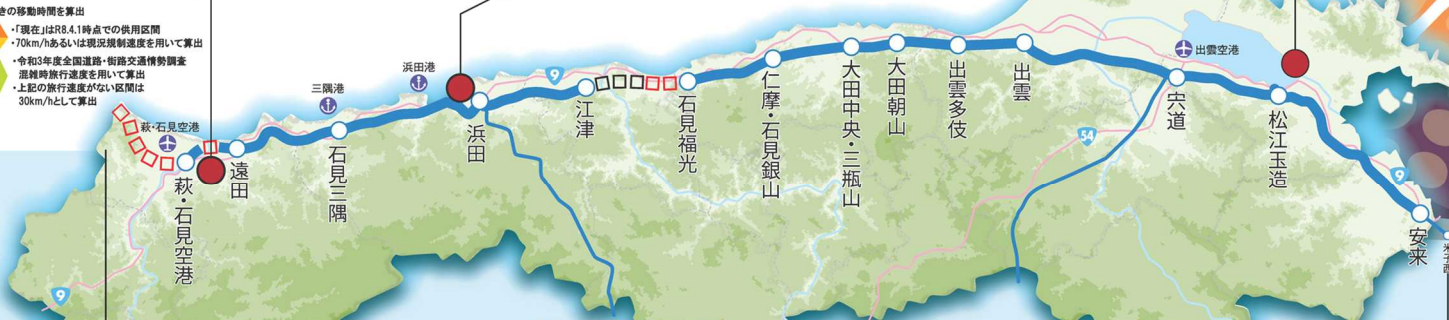 きの移動時間を算出
・「現在」はR8.4.1時点での供用区間
・70km/hあるいは現況規制速度を用いて算出
・令和3年度全国道路・街路交通情勢調査
混雑時旅行速度を用いて算出
・上記の旅行速度がない区間は
30km/hとして算出
萩・石見空港
三隅港
浜田港
出雲空港
9
54
9
9
萩・石見空港
遠田
石見三隅
浜田
江津
石見福光
仁摩・石見銀山
大田中央・三瓶山
大田朝山
出雲多伎
出雲
宍道
松江玉造
安来
米子西